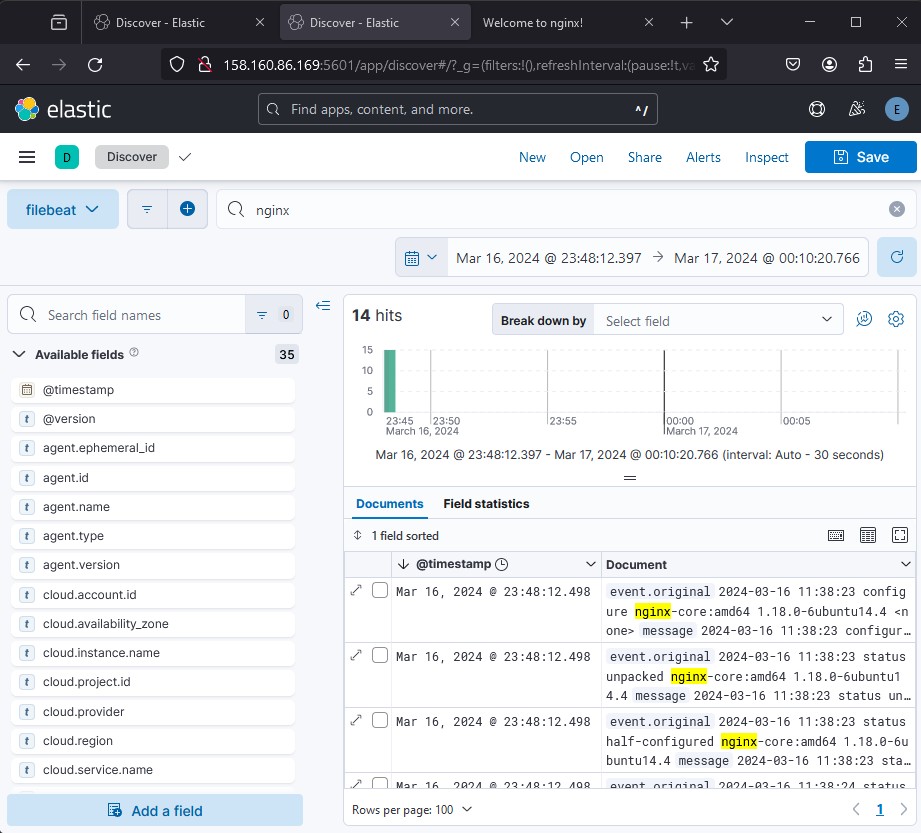 Discover - Elastic
Discover - Elastic
Welcome to nginx!
158.160.86.169:5601/app/discover#/?_g=(filters:!(),refreshInterval:(pause:!t,va
elastic
Find apps, content, and more.
^/
E
D
Discover
New
Open
Share
Alerts
Inspect
Save
filebeat
nginx
Mar 16, 2024 @ 23:48:12.397 → Mar 17, 2024 @ 00:10:20.766
Search field names
0
Available fields
35
@timestamp
t @version
t agent.ephemeral_id
t agent.id
t agent.name
t agent.type
t agent.version
t cloud.account.id
t cloud.availability_zone
t cloud.instance.name
t cloud.project.id
t cloud.provider
t cloud.region
t cloud.service.name
Add a field
14 hits
Break down by
Select field
15
10
5
0
23:45
March 16, 2024
23:50
23:55
00:00
March 17, 2024
00:05
Mar 16, 2024 @ 23:48:12.397 - Mar 17, 2024 @ 00:10:20.766 (interval: Auto - 30 seconds)
Documents
Field statistics
1 field sorted
@timestamp
Document
Mar 16, 2024 @ 23:48:12.498
event.original 2024-03-16 11:38:23 config
ure nginx-core:amd64 1.18.0-6ubuntu14.4 <n
one> message 2024-03-16 11:38:23 configur…
Mar 16, 2024 @ 23:48:12.498
event.original 2024-03-16 11:38:23 status
unpacked nginx-core:amd64 1.18.0-6ubuntu1
4.4 message 2024-03-16 11:38:23 status un…
Mar 16, 2024 @ 23:48:12.498
event.original 2024-03-16 11:38:23 status
half-configured nginx-core:amd64 1.18.0-6u
buntu14.4 message 2024-03-16 11:38:23 sta…
Mar 16, 2024 @ 23:48:12.498
event.original 2024-03-16 11:38:24 status
Rows per page: 100
1